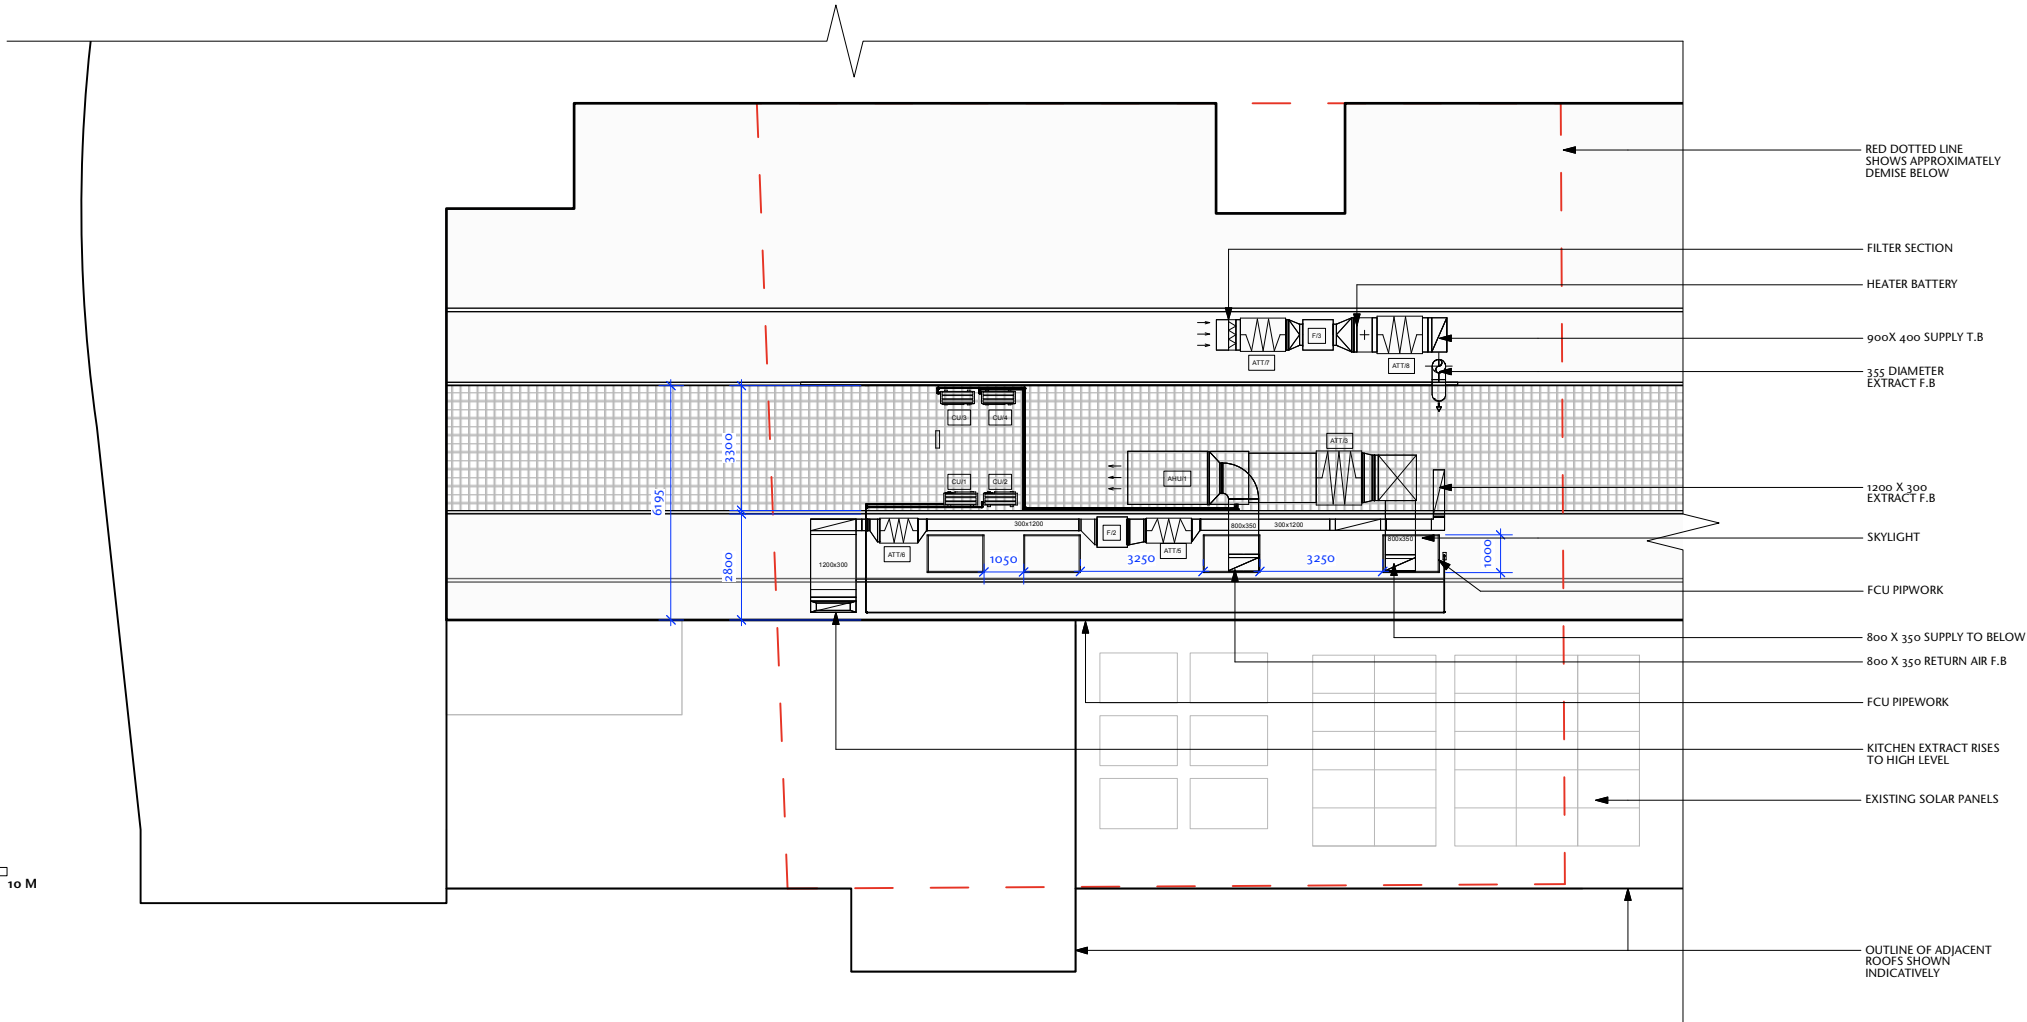 RED DOTTED LINE
SHOWS APPROXIMATELY
DEMISE BELOW
FILTER SECTION
HEATER BATTERY
900X 400 SUPPLY T.B
F/3
ATT/7
ATT/8
355 DIAMETER
EXTRACT F.B
CU/3
CU/4
3300
ATT/3
6195
CU/1
CU/2
AHU/1
1200 X 300
EXTRACT F.B
300x1200
F/2
800x350
300x1200
ATT/6
ATT/5
800x350
SKYLIGHT
2800
1200x300
1050
3250
3250
1000
FCU PIPWORK
800 X 350 SUPPLY TO BELOW
800 X 350 RETURN AIR F.B
FCU PIPEWORK
KITCHEN EXTRACT RISES
TO HIGH LEVEL
EXISTING SOLAR PANELS
10 M
OUTLINE OF ADJACENT
ROOFS SHOWN
INDICATIVELY